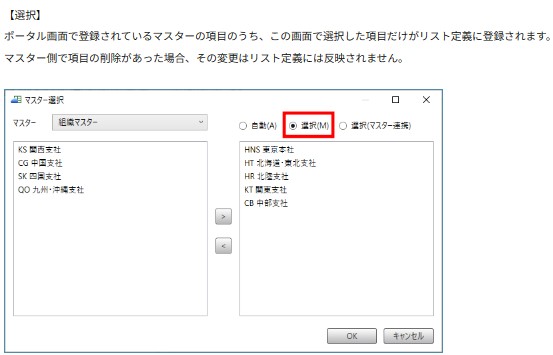 【選択】
ポータル画面で登録されているマスターの項目のうち、この画面で選択した項目だけがリスト定義に登録されます。
マスター側で項目の削除があった場合、その変更はリスト定義には反映されません。
マスター選択
マスター 組織マスター
自動(A) 選択(M) 選択(マスター連携)
KS 関西支社
CG 中国支社
SK 四国支社
QO 九州・沖縄支社
HNS 東京本社
HT 北海道・東北支社
HR 北陸支社
KT 関東支社
CB 中部支社
>
<
OK キャンセル